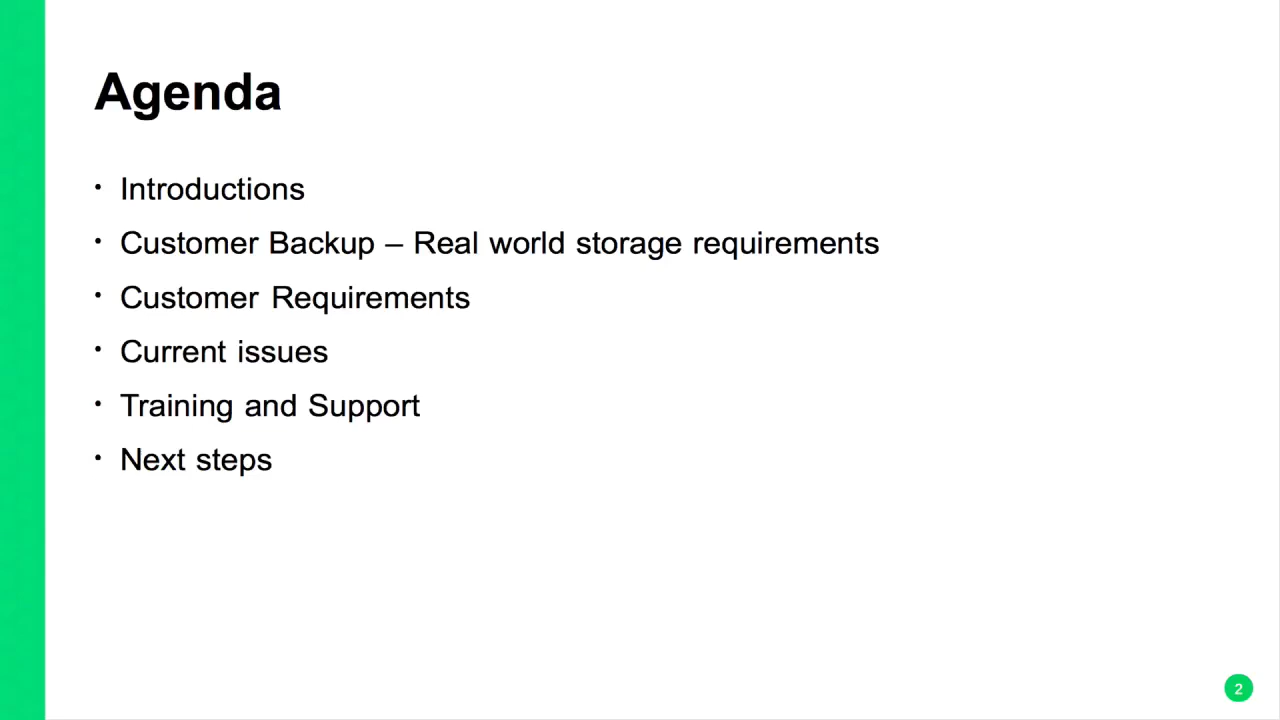 Agenda
• Introductions
• Customer Backup – Real world storage requirements
• Customer Requirements
• Current issues
• Training and Support
• Next steps
2